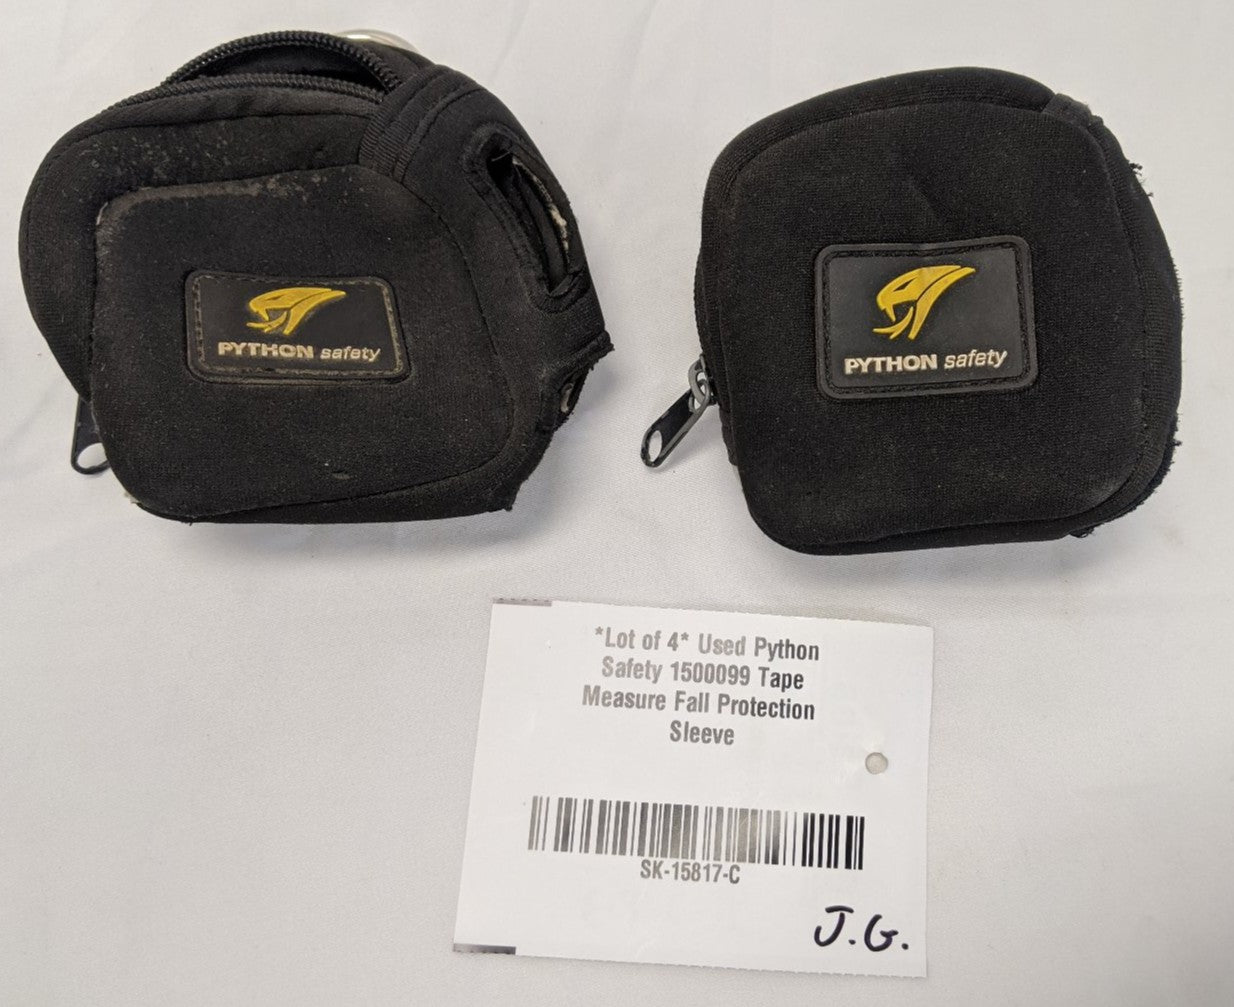 PYTHON safety
PYTHON safety
*Lot of 4* Used Python
Safety 1500099 Tape
Measure Fall Protection
Sleeve
SK-15817-C
J.G.